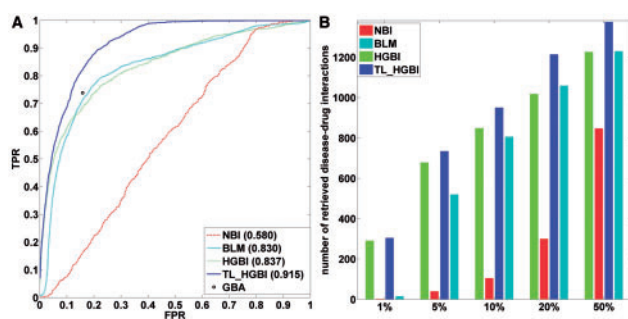 A
TPR
1
0.9
0.8
0.7
0.6
0.5
0.4
0.3
0.2
0.1
0
0 0.1 0.2 0.3 0.4 0.5 0.6 0.7 0.8 0.9 1
FPR
NBI (0.580)
BLM (0.830)
HGBI (0.837)
TL_HGBI (0.915)
GBA
B
number of retrieved disease-drug interactions
1200
1000
800
600
400
200
0
1% 5% 10% 20% 50%
NBI
BLM
HGBI
TL_HGBI